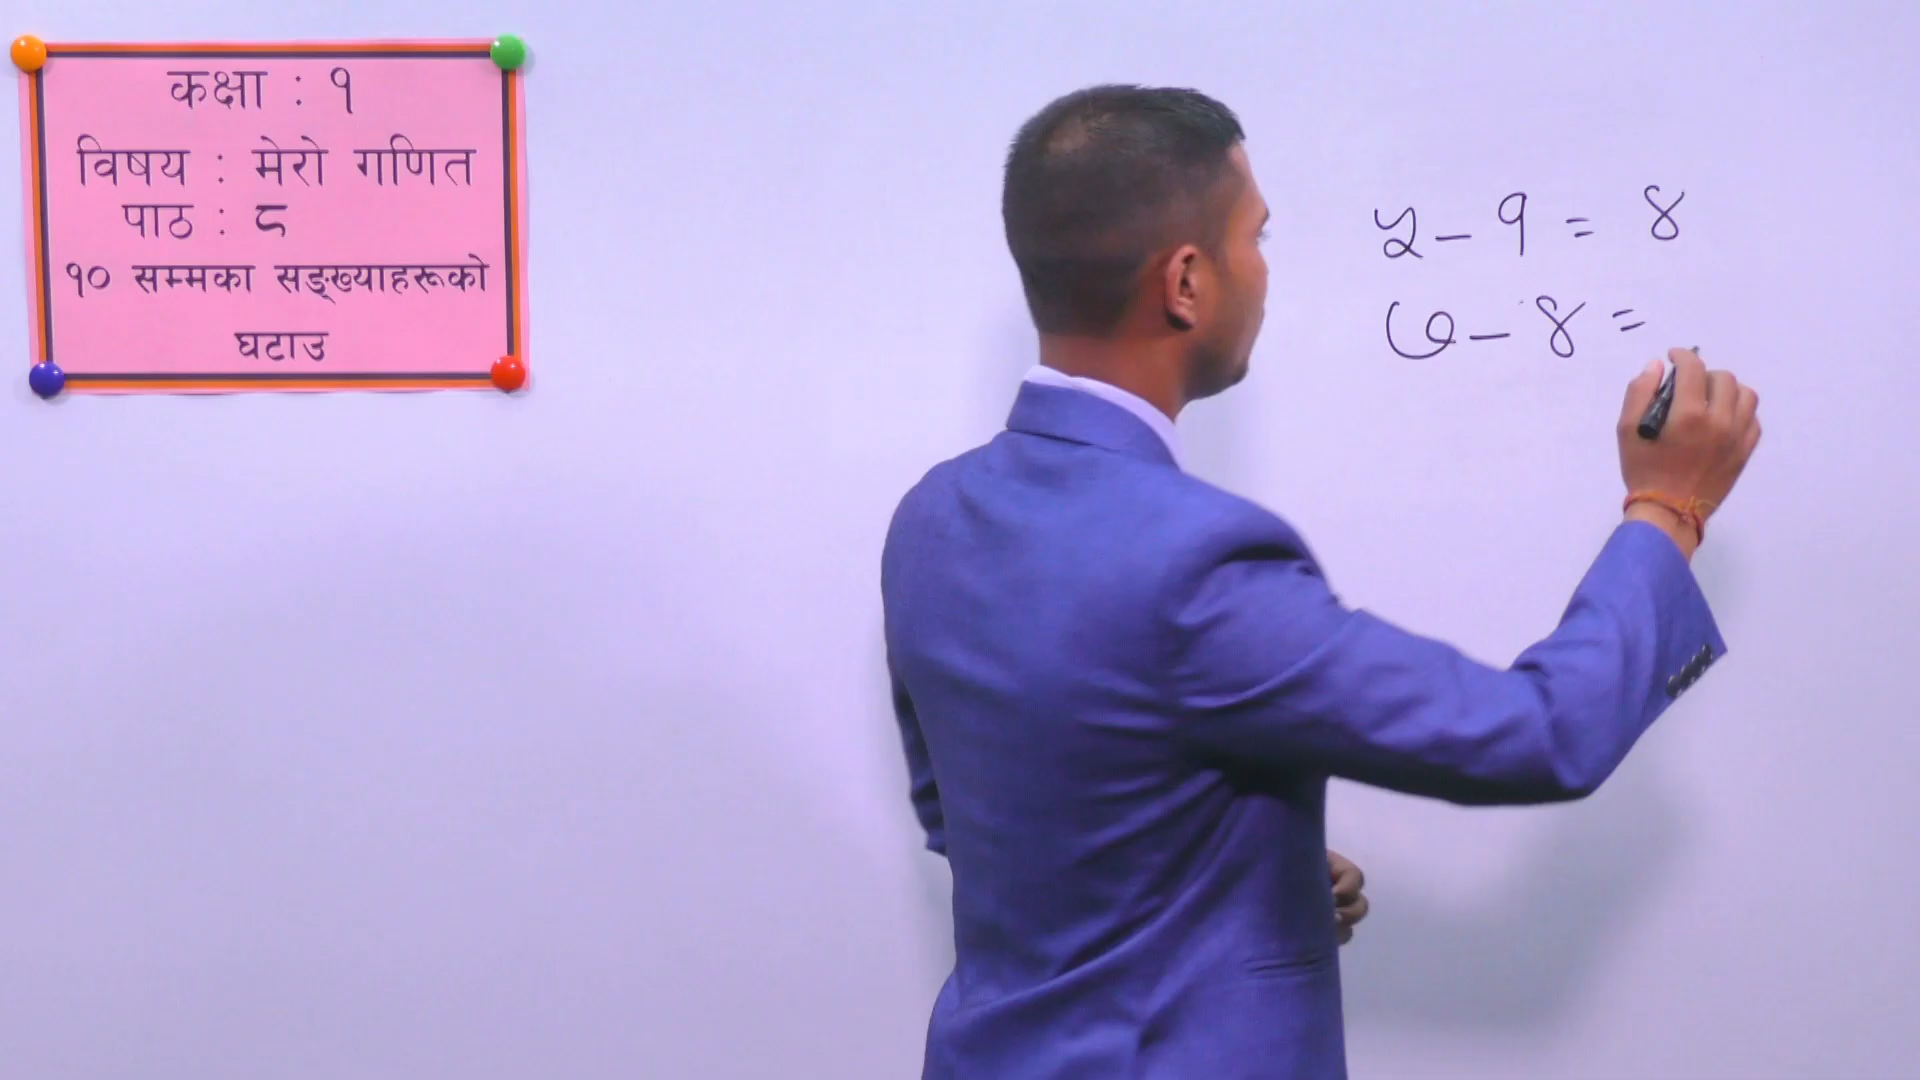 कक्षा : १
विषय : मेरो गणित
पाठ : ८
१० सम्मका सङ्ख्याहरूको
घटाउ
५ – १ = ४
७ – ४ =